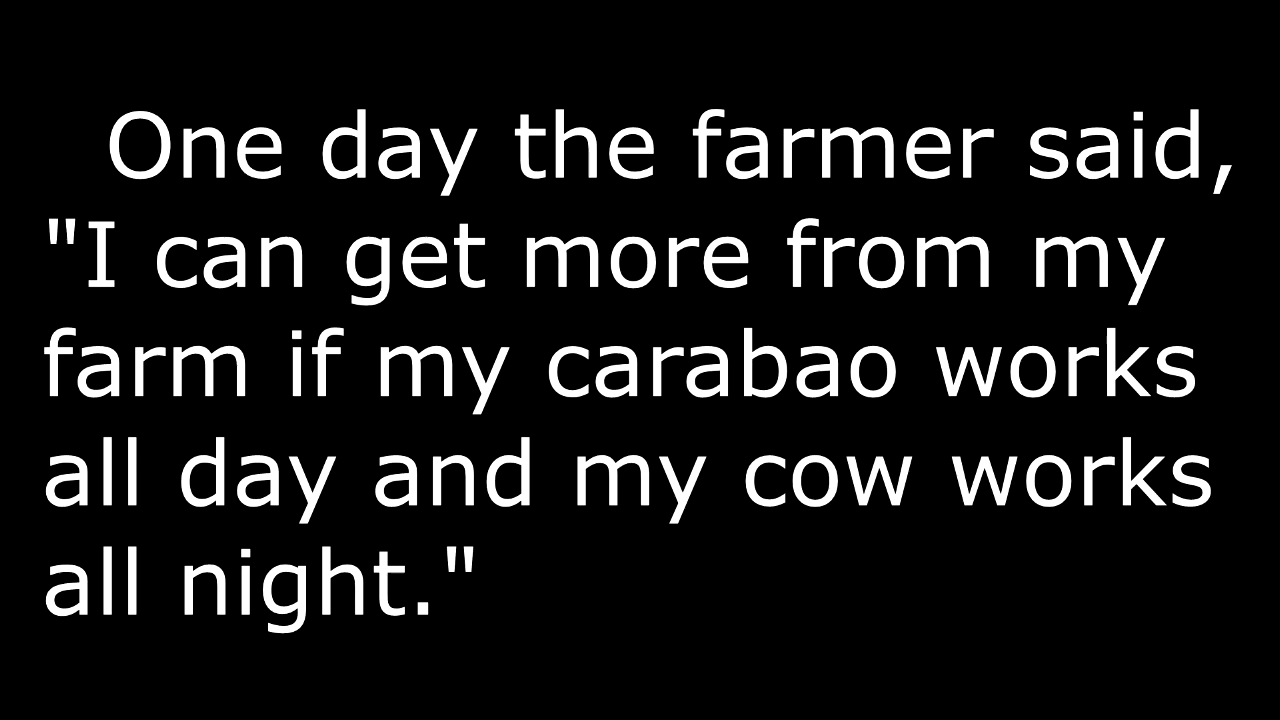 One day the farmer said,
"I can get more from my
farm if my carabao works
all day and my cow works
all night."